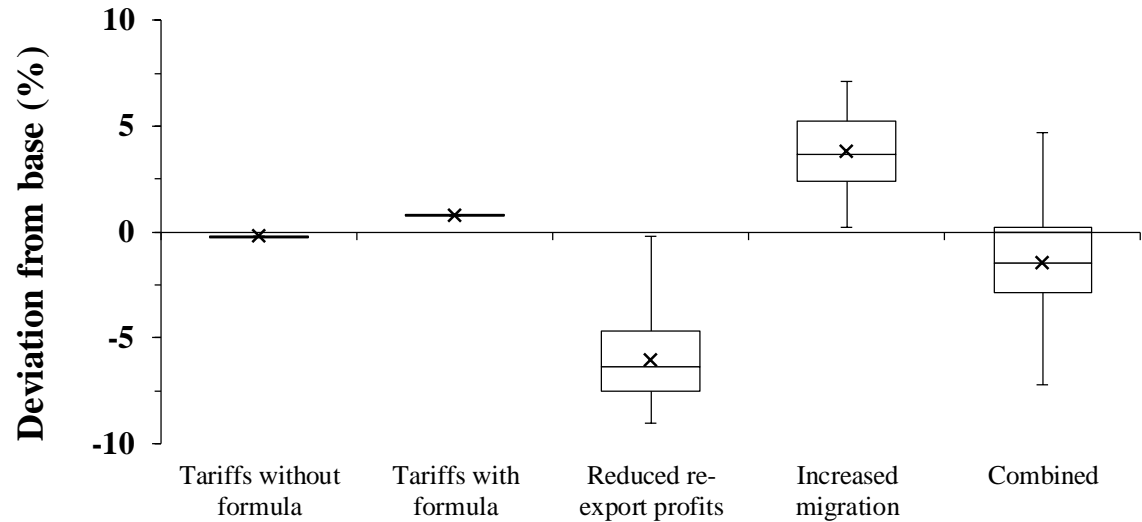 Deviation from base (%)
10
5
0
-5
-10
Tariffs without
formula
Tariffs with
formula
Reduced re-
export profits
Increased
migration
Combined